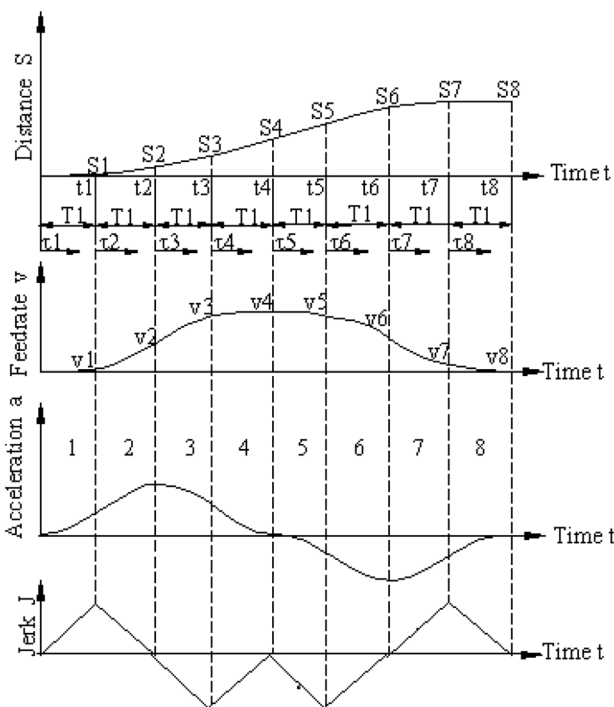 Distance S
S1 S2 S3 S4 S5 S6 S7 S8
t1 t2 t3 t4 t5 t6 t7 t8
Time t
T1 T1 T1 T1 T1 T1 T1 T1
τ1 τ2 τ3 τ4 τ5 τ6 τ7 τ8
Feedrate v
v1 v2 v3 v4 v5 v6 v7 v8
Time t
Acceleration a
1 2 3 4 5 6 7 8
Time t
Jerk J
Time t